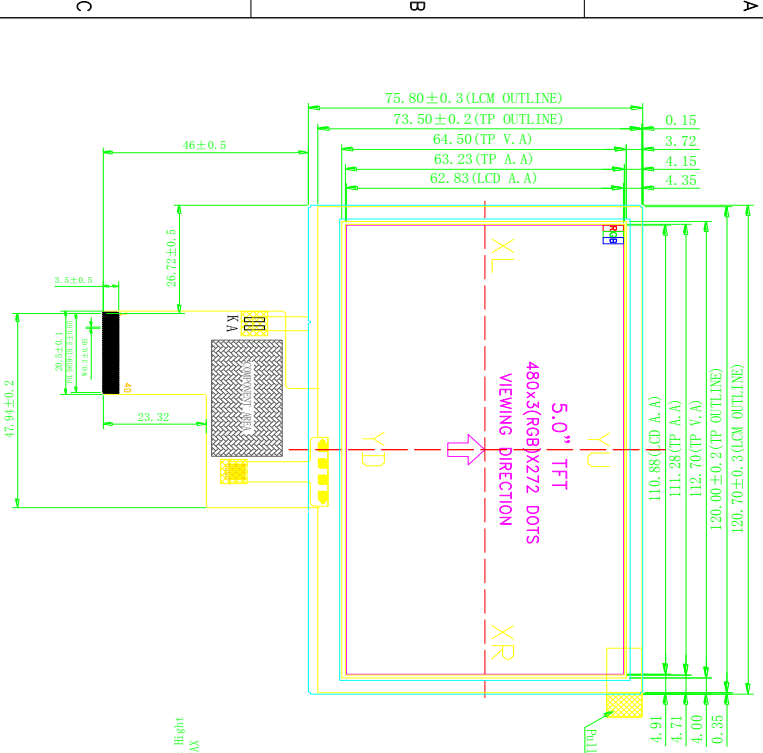 C
B
A
75.80±0.3(LCM OUTLINE)
73.50±0.2(TP OUTLINE)
64.50(TP V.A)
63.23(TP A.A)
62.83(LCD A.A)
0.15
3.72
4.15
4.35
46±0.5
26.72±0.5
3.5±0.5
20.5±0.1
47.94±0.2
23.32
1
40
K A
COMPONENT AREA
RGB
XL
XR
YU
YD
5.0" TFT
480x3(RGB)X272 DOTS
VIEWING DIRECTION
110.88(LCD A.A)
111.28(TP A.A)
112.70(TP V.A)
120.00±0.2(TP OUTLINE)
120.70±0.3(LCM OUTLINE)
4.91
4.71
4.00
0.35
Pull
Hight
AX